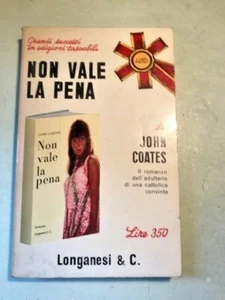 Grandi successi
in edizioni tascabili
NON VALE
LA PENA
di
JOHN
COATES
Il romanzo
dell'adulterio
di una cattolica
convinta
JOHN COATES
Non
vale
la
pena
Lire 350
Longanesi & C.